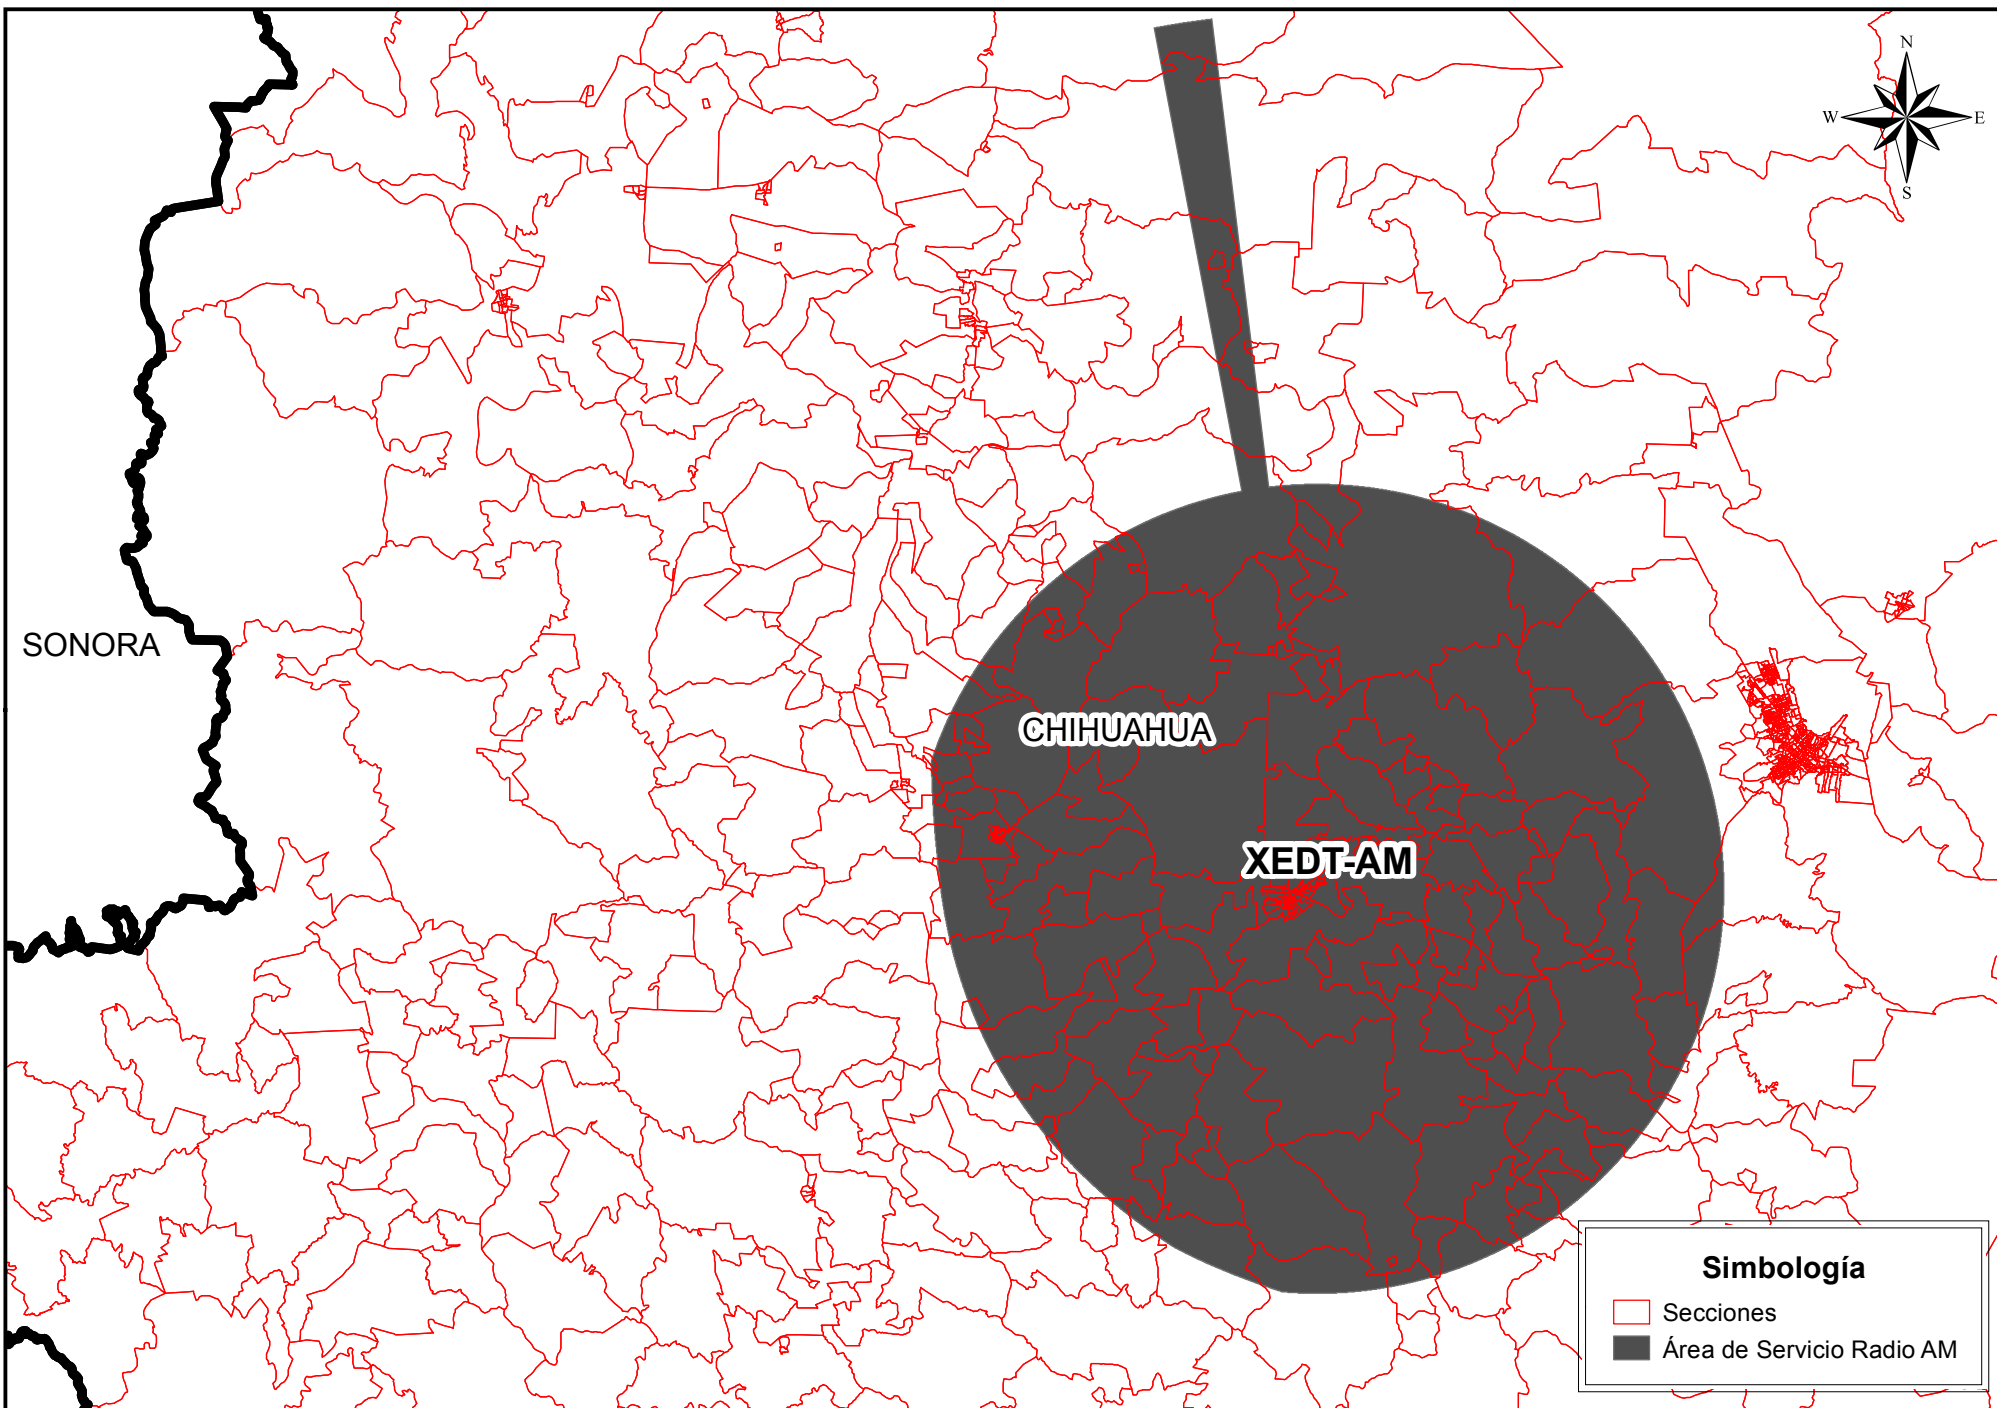 N
W
E
S
SONORA
CHIHUAHUA
XEDT-AM
Simbología
Secciones
Área de Servicio Radio AM